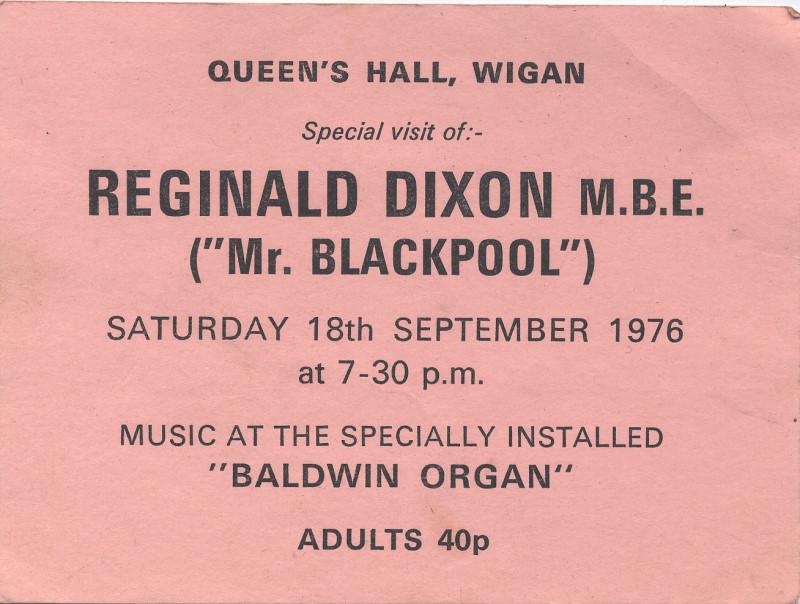 QUEEN'S HALL, WIGAN
Special visit of:-
REGINALD DIXON M.B.E.
("Mr. BLACKPOOL")
SATURDAY 18th SEPTEMBER 1976
at 7-30 p.m.
MUSIC AT THE SPECIALLY INSTALLED
"BALDWIN ORGAN"
ADULTS 40p